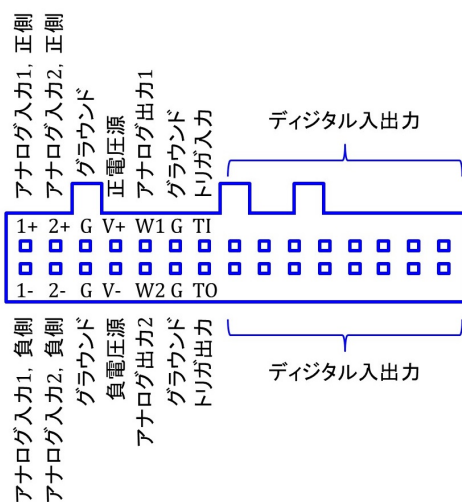 アナログ入力1, 正側
アナログ入力2, 正側
グラウンド
正電圧源
アナログ出力1
グラウンド
トリガ入力
ディジタル入出力
1+ 2+ G V+ W1 G TI
1- 2- G V- W2 G TO
アナログ入力1, 負側
アナログ入力2, 負側
グラウンド
負電圧源
アナログ出力2
グラウンド
トリガ出力
ディジタル入出力